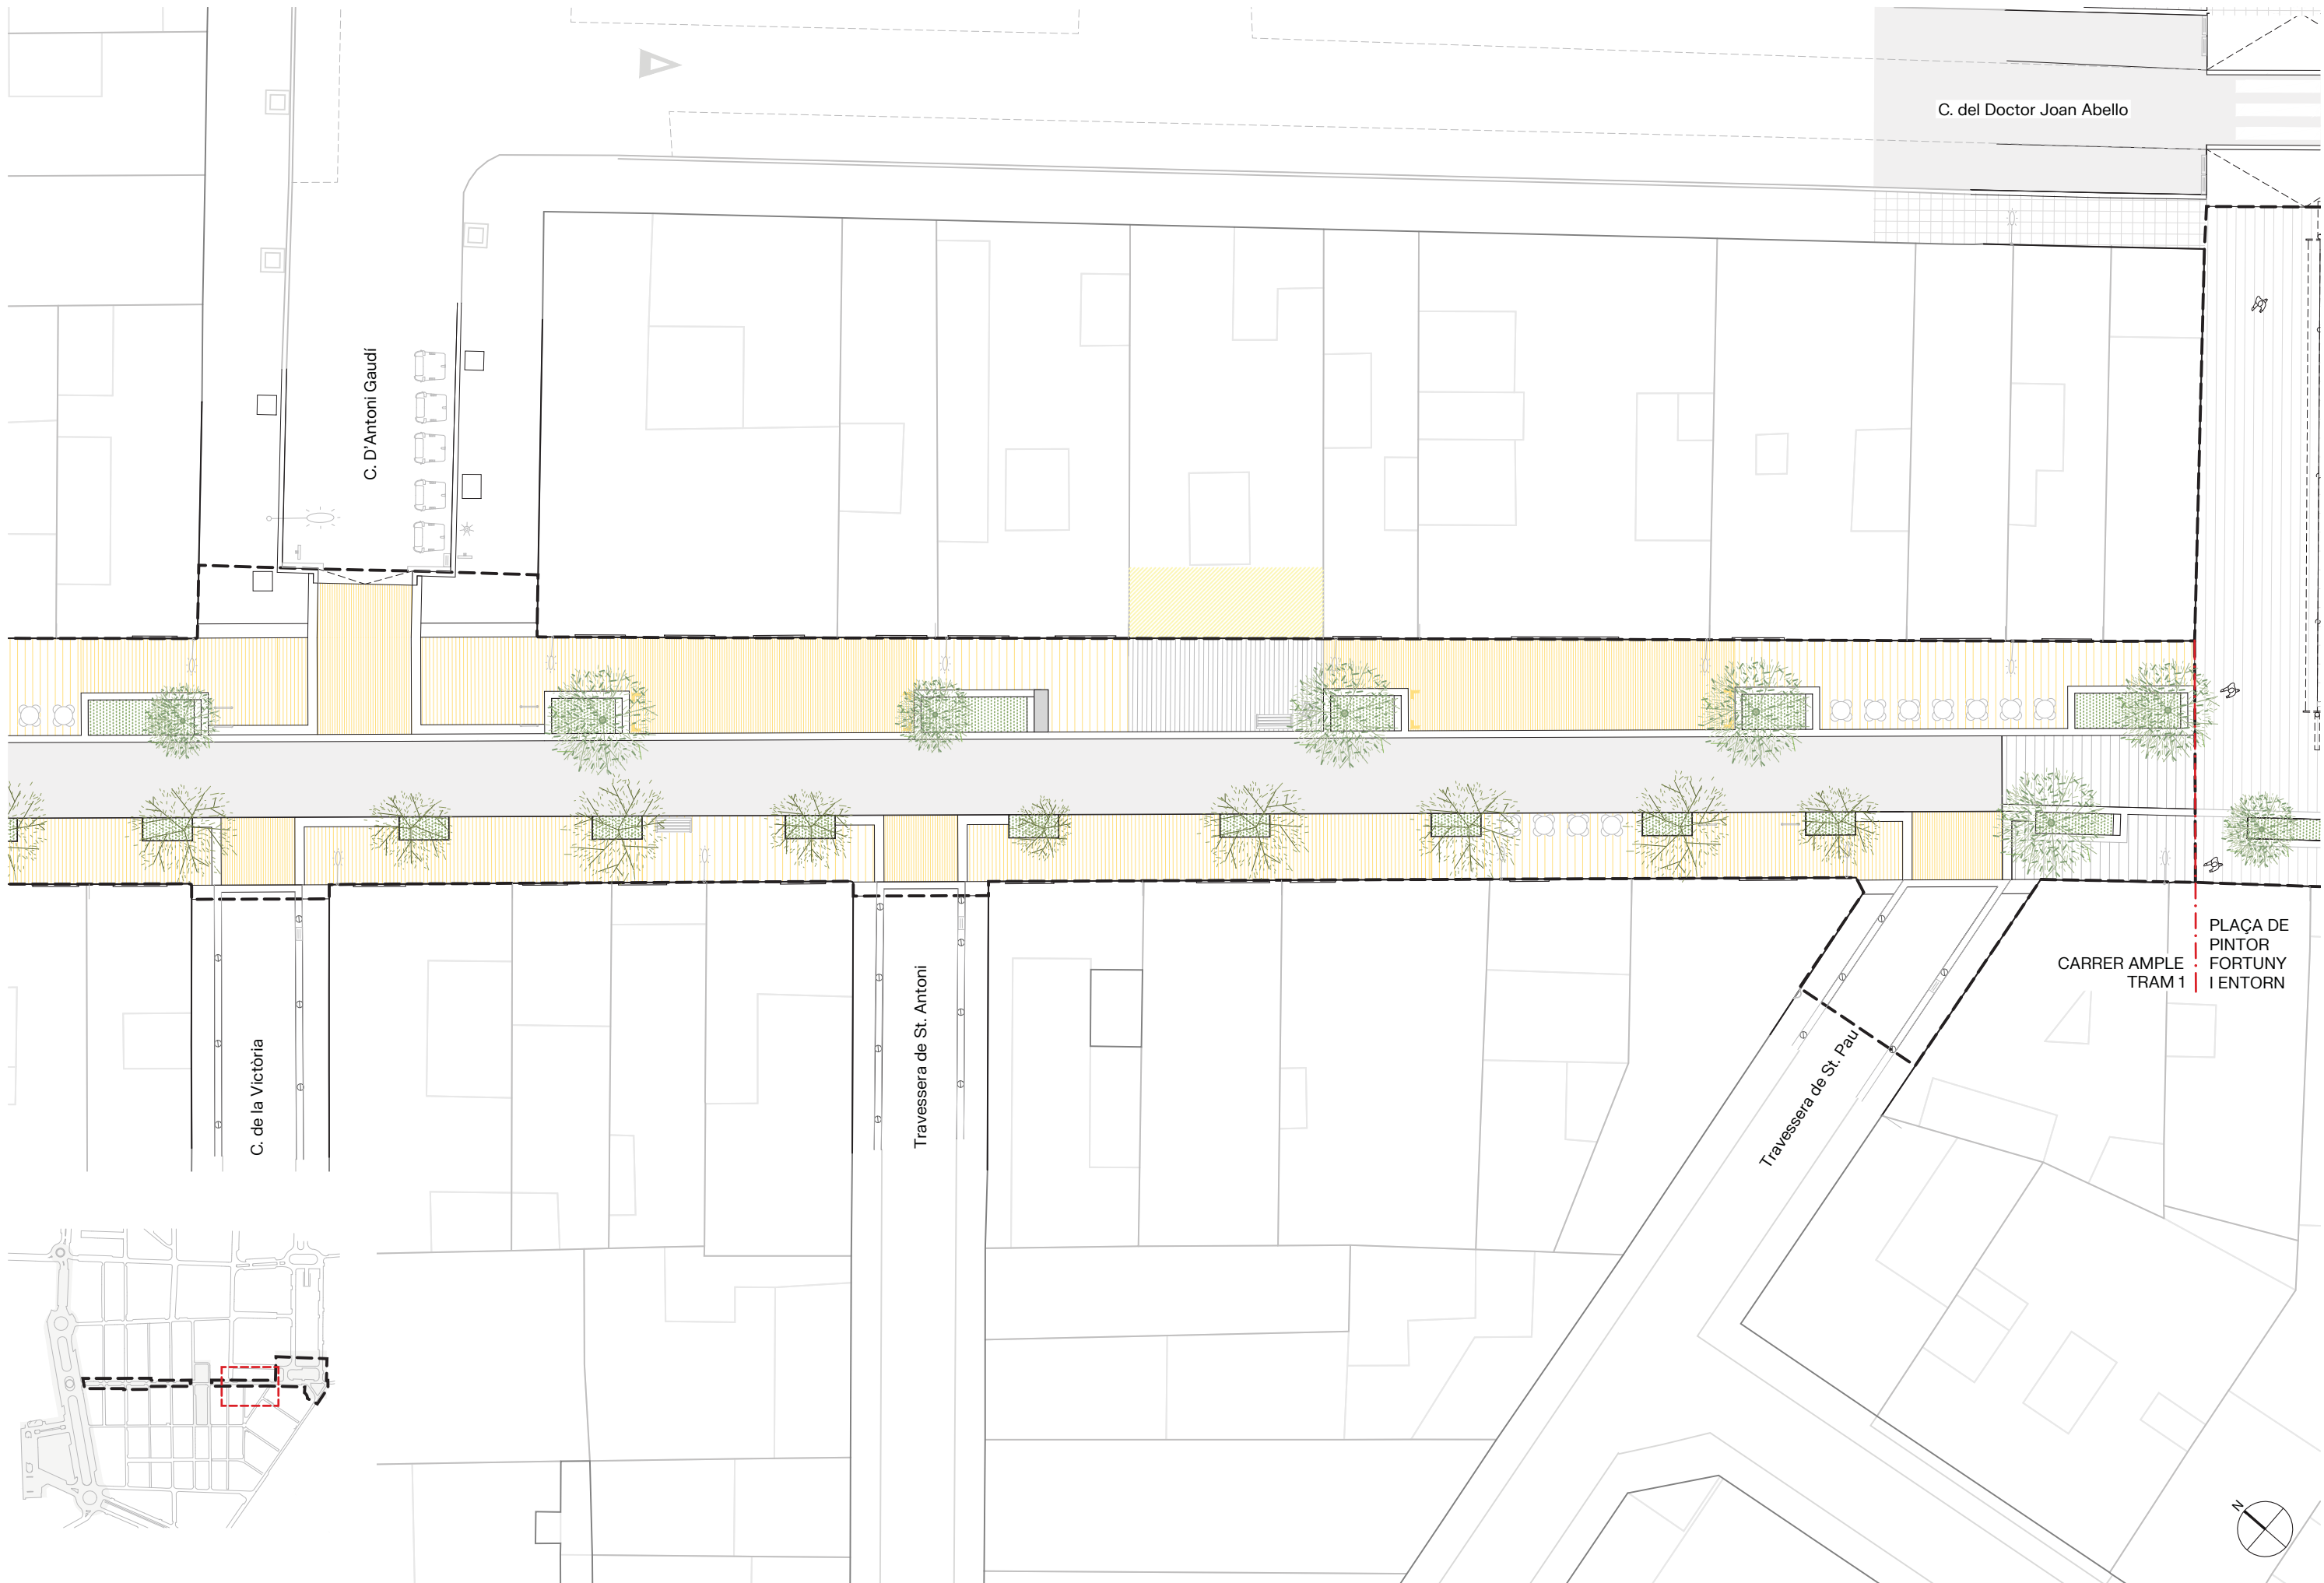 C. del Doctor Joan Abello
C. D'Antoni Gaudí
PLAÇA DE
PINTOR
FORTUNY
I ENTORN
CARRER AMPLE
TRAM 1
C. de la Victòria
Travessera de St. Antoni
Travessera de St. Pau
N